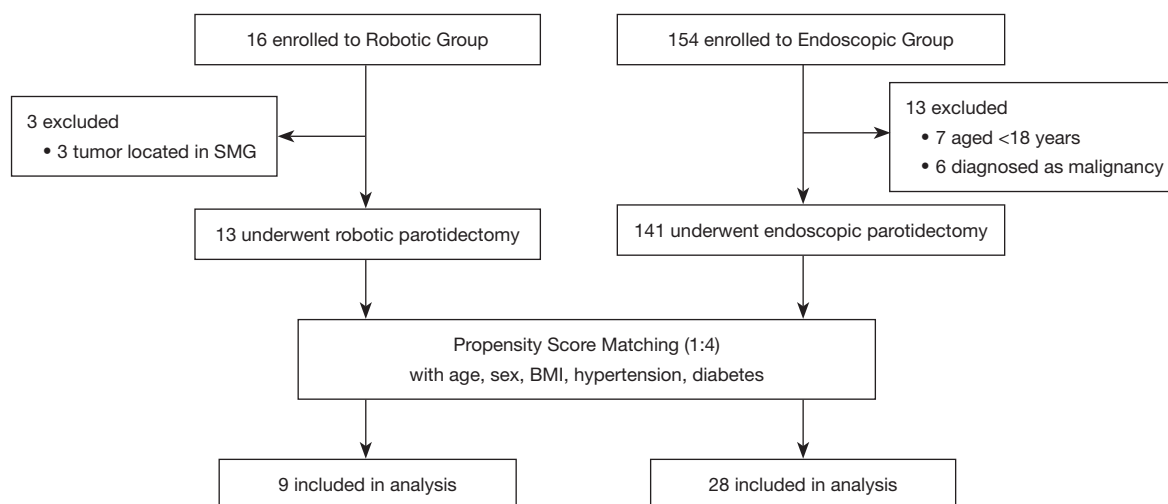 16 enrolled to Robotic Group
154 enrolled to Endoscopic Group
3 excluded
• 3 tumor located in SMG
13 excluded
• 7 aged <18 years
• 6 diagnosed as malignancy
13 underwent robotic parotidectomy
141 underwent endoscopic parotidectomy
Propensity Score Matching (1:4)
with age, sex, BMI, hypertension, diabetes
9 included in analysis
28 included in analysis